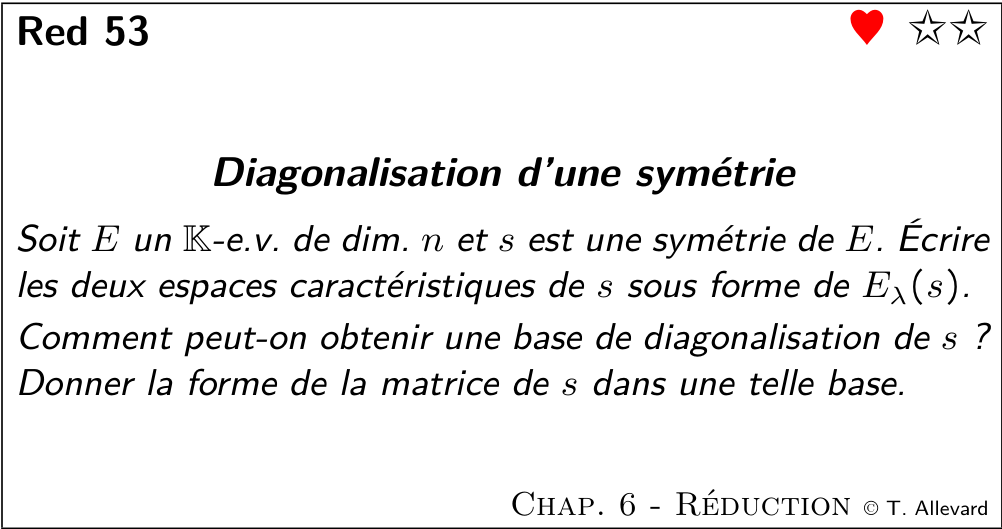 Red 53 ♥ ☆☆
Diagonalisation d'une symétrie
Soit E un 𝕂-e.v. de dim. n et s est une symétrie de E. Écrire
les deux espaces caractéristiques de s sous forme de E_λ(s).
Comment peut-on obtenir une base de diagonalisation de s ?
Donner la forme de la matrice de s dans une telle base.
Chap. 6 - Réduction © T. Allevard